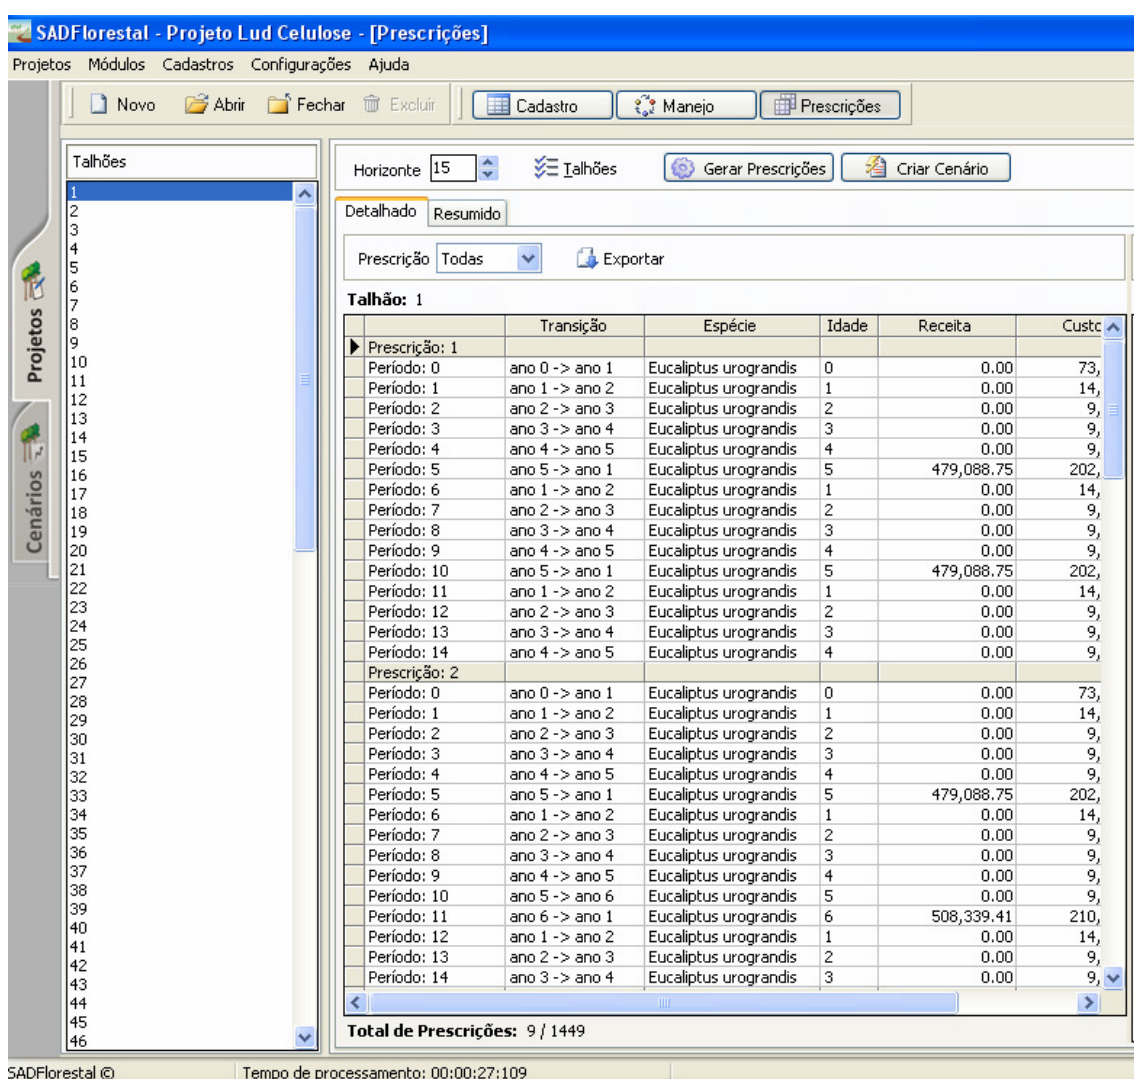 SADFlorestal - Projeto Lud Celulose - [Prescrições]
Projetos Módulos Cadastros Configurações Ajuda
Novo Abrir Fechar Excluir Cadastro Manejo Prescrições
Projetos
Cenários
Talhões
1
2
3
4
5
6
7
8
9
10
11
12
13
14
15
16
17
18
19
20
21
22
23
24
25
26
27
28
29
30
31
32
33
34
35
36
37
38
39
40
41
42
43
44
45
46
Horizonte 15 Talhões Gerar Prescrições Criar Cenário
Detalhado Resumido
Prescrição Todas Exportar
Talhão: 1
Transição Espécie Idade Receita Custo
Prescrição: 1
Período: 0 ano 0 -> ano 1 Eucaliptus urograndis 0 0.00 73,
Período: 1 ano 1 -> ano 2 Eucaliptus urograndis 1 0.00 14,
Período: 2 ano 2 -> ano 3 Eucaliptus urograndis 2 0.00 9,
Período: 3 ano 3 -> ano 4 Eucaliptus urograndis 3 0.00 9,
Período: 4 ano 4 -> ano 5 Eucaliptus urograndis 4 0.00 9,
Período: 5 ano 5 -> ano 1 Eucaliptus urograndis 5 479,088.75 202,
Período: 6 ano 1 -> ano 2 Eucaliptus urograndis 1 0.00 14,
Período: 7 ano 2 -> ano 3 Eucaliptus urograndis 2 0.00 9,
Período: 8 ano 3 -> ano 4 Eucaliptus urograndis 3 0.00 9,
Período: 9 ano 4 -> ano 5 Eucaliptus urograndis 4 0.00 9,
Período: 10 ano 5 -> ano 1 Eucaliptus urograndis 5 479,088.75 202,
Período: 11 ano 1 -> ano 2 Eucaliptus urograndis 1 0.00 14,
Período: 12 ano 2 -> ano 3 Eucaliptus urograndis 2 0.00 9,
Período: 13 ano 3 -> ano 4 Eucaliptus urograndis 3 0.00 9,
Período: 14 ano 4 -> ano 5 Eucaliptus urograndis 4 0.00 9,
Prescrição: 2
Período: 0 ano 0 -> ano 1 Eucaliptus urograndis 0 0.00 73,
Período: 1 ano 1 -> ano 2 Eucaliptus urograndis 1 0.00 14,
Período: 2 ano 2 -> ano 3 Eucaliptus urograndis 2 0.00 9,
Período: 3 ano 3 -> ano 4 Eucaliptus urograndis 3 0.00 9,
Período: 4 ano 4 -> ano 5 Eucaliptus urograndis 4 0.00 9,
Período: 5 ano 5 -> ano 1 Eucaliptus urograndis 5 479,088.75 202,
Período: 6 ano 1 -> ano 2 Eucaliptus urograndis 1 0.00 14,
Período: 7 ano 2 -> ano 3 Eucaliptus urograndis 2 0.00 9,
Período: 8 ano 3 -> ano 4 Eucaliptus urograndis 3 0.00 9,
Período: 9 ano 4 -> ano 5 Eucaliptus urograndis 4 0.00 9,
Período: 10 ano 5 -> ano 6 Eucaliptus urograndis 5 0.00 9,
Período: 11 ano 6 -> ano 1 Eucaliptus urograndis 6 508,339.41 210,
Período: 12 ano 1 -> ano 2 Eucaliptus urograndis 1 0.00 14,
Período: 13 ano 2 -> ano 3 Eucaliptus urograndis 2 0.00 9,
Período: 14 ano 3 -> ano 4 Eucaliptus urograndis 3 0.00 9,
Total de Prescrições: 9 / 1449
SADFlorestal © Tempo de processamento: 00:00:27:109